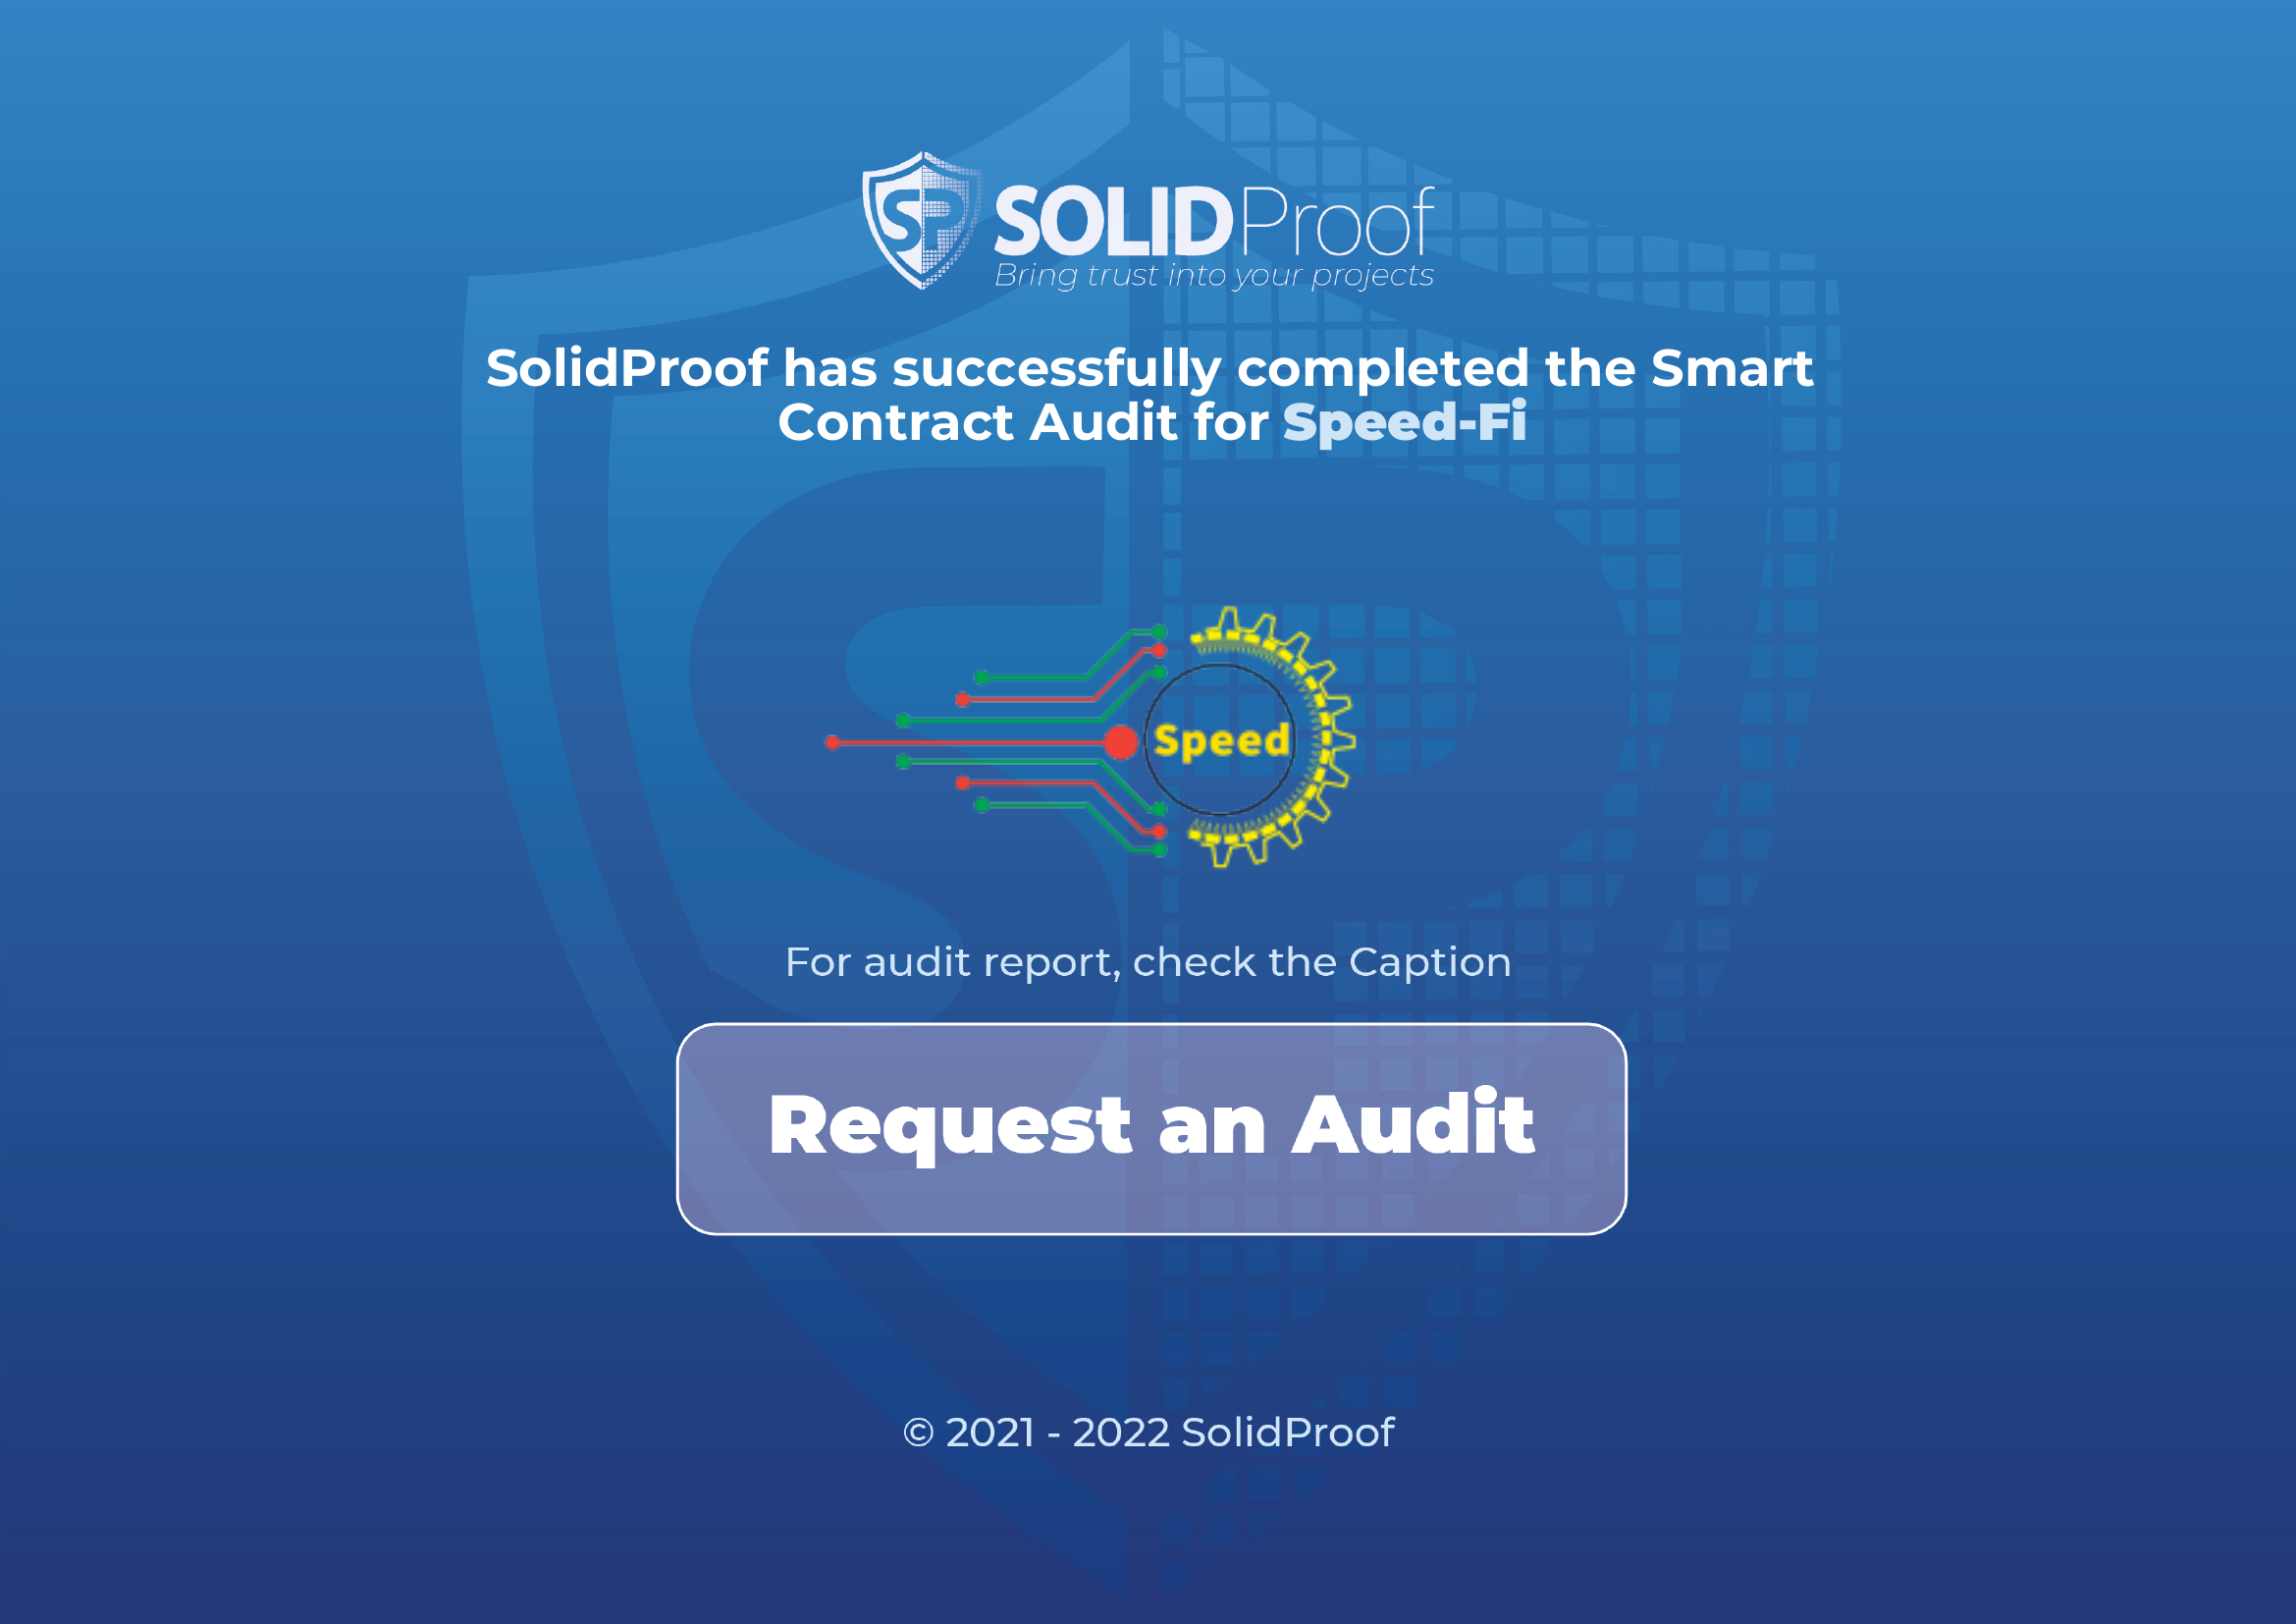 SP SOLIDProof
Bring trust into your projects
SolidProof has successfully completed the Smart
Contract Audit for Speed-Fi
Speed
For audit report, check the Caption
Request an Audit
© 2021 - 2022 SolidProof